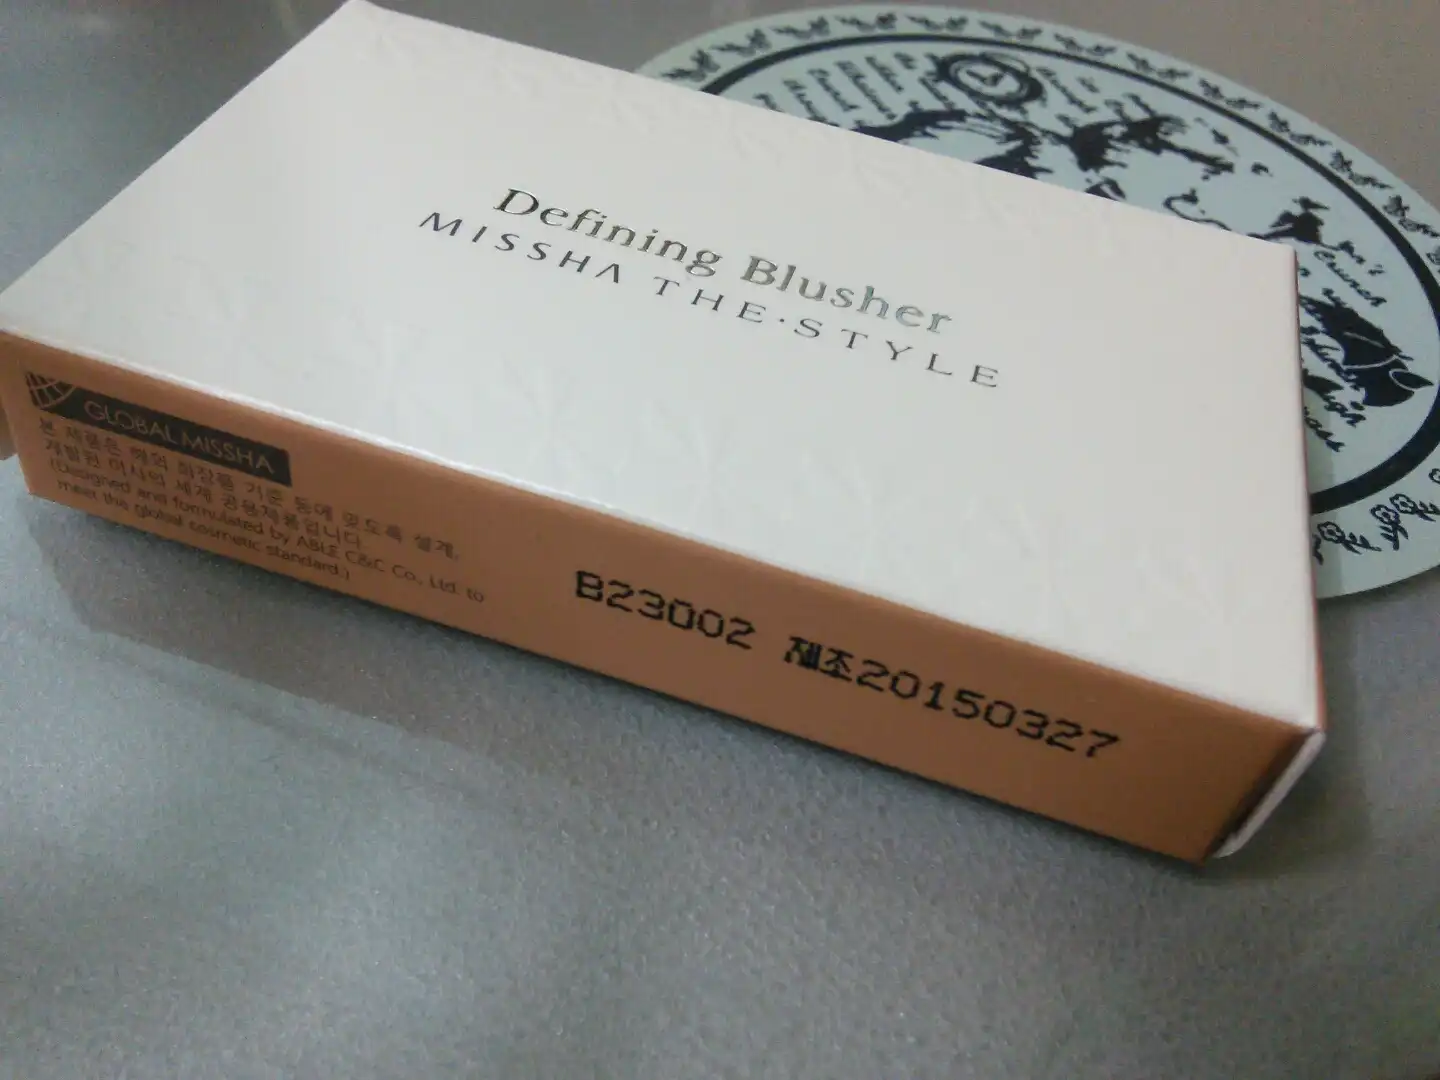 Defining Blusher
MISSHA THE·STYLE
GLOBAL MISSHA
본 제품은 해외 화장품 기준 등에 맞도록 설계,
개발된 미샤의 세계 공용제품입니다.
(Designed and formulated by ABLE C&C Co., Ltd. to
meet the global cosmetic standard.)
B23002 제조20150327